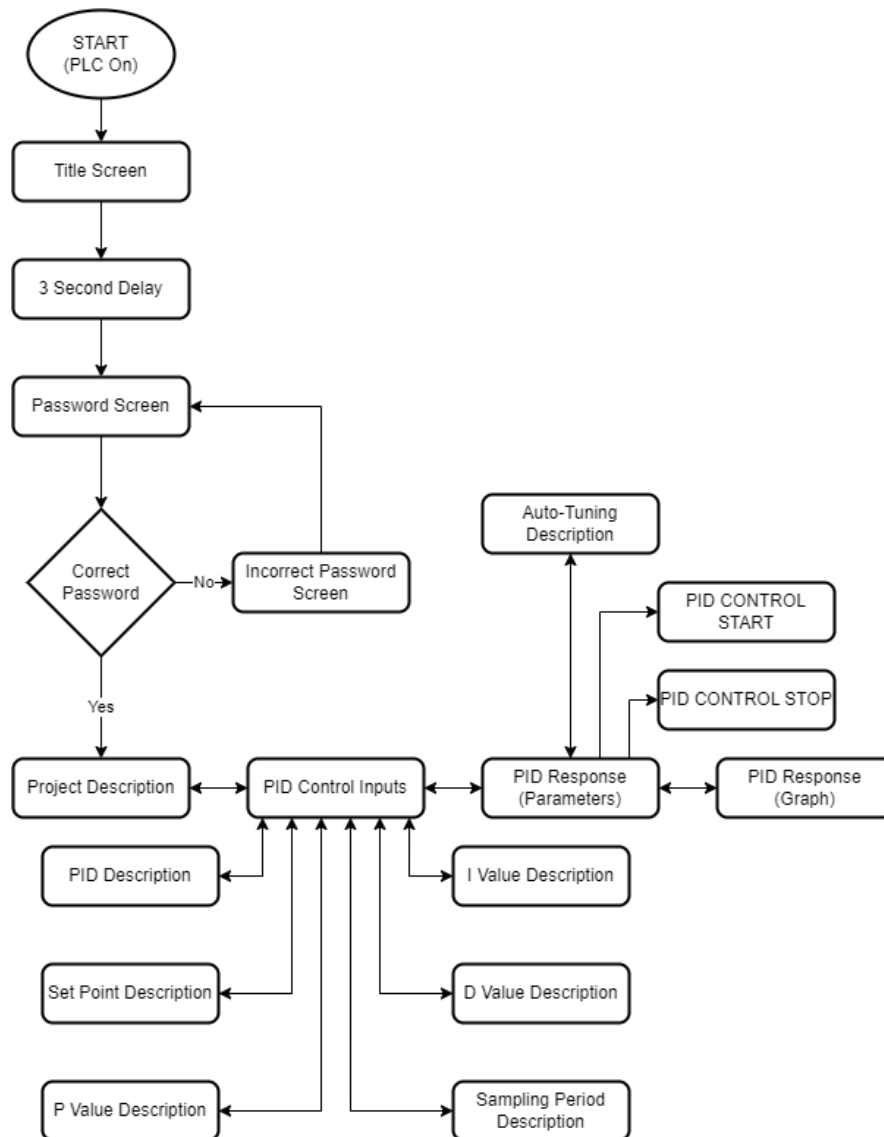 START
(PLC On)
Title Screen
3 Second Delay
Password Screen
Auto-Tuning
Description
Correct
Password
No
Incorrect Password
Screen
PID CONTROL
START
PID CONTROL STOP
Yes
Project Description
PID Control Inputs
PID Response
(Parameters)
PID Response
(Graph)
PID Description
I Value Description
Set Point Description
D Value Description
P Value Description
Sampling Period
Description